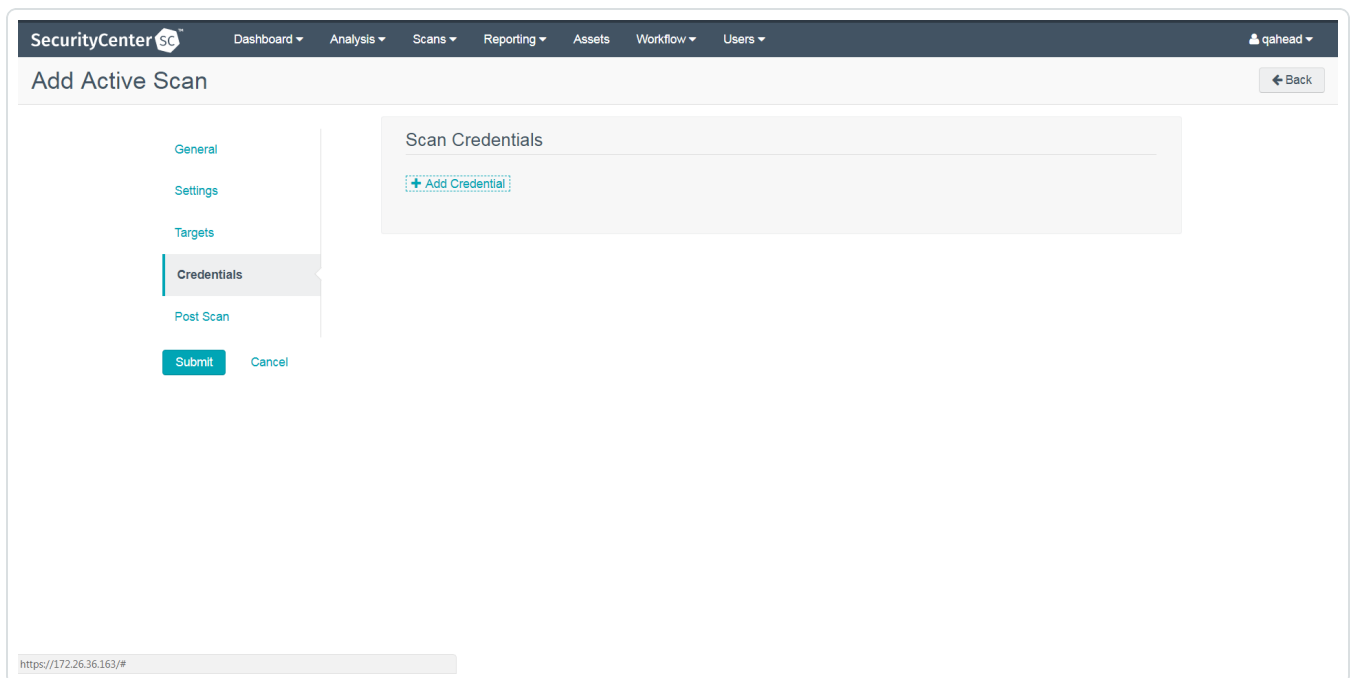 SecurityCenter SC™ Dashboard Analysis Scans Reporting Assets Workflow Users qahead
Add Active Scan
Back
General
Settings
Targets
Credentials
Post Scan
Submit Cancel
Scan Credentials
+ Add Credential
https://172.26.36.163/#